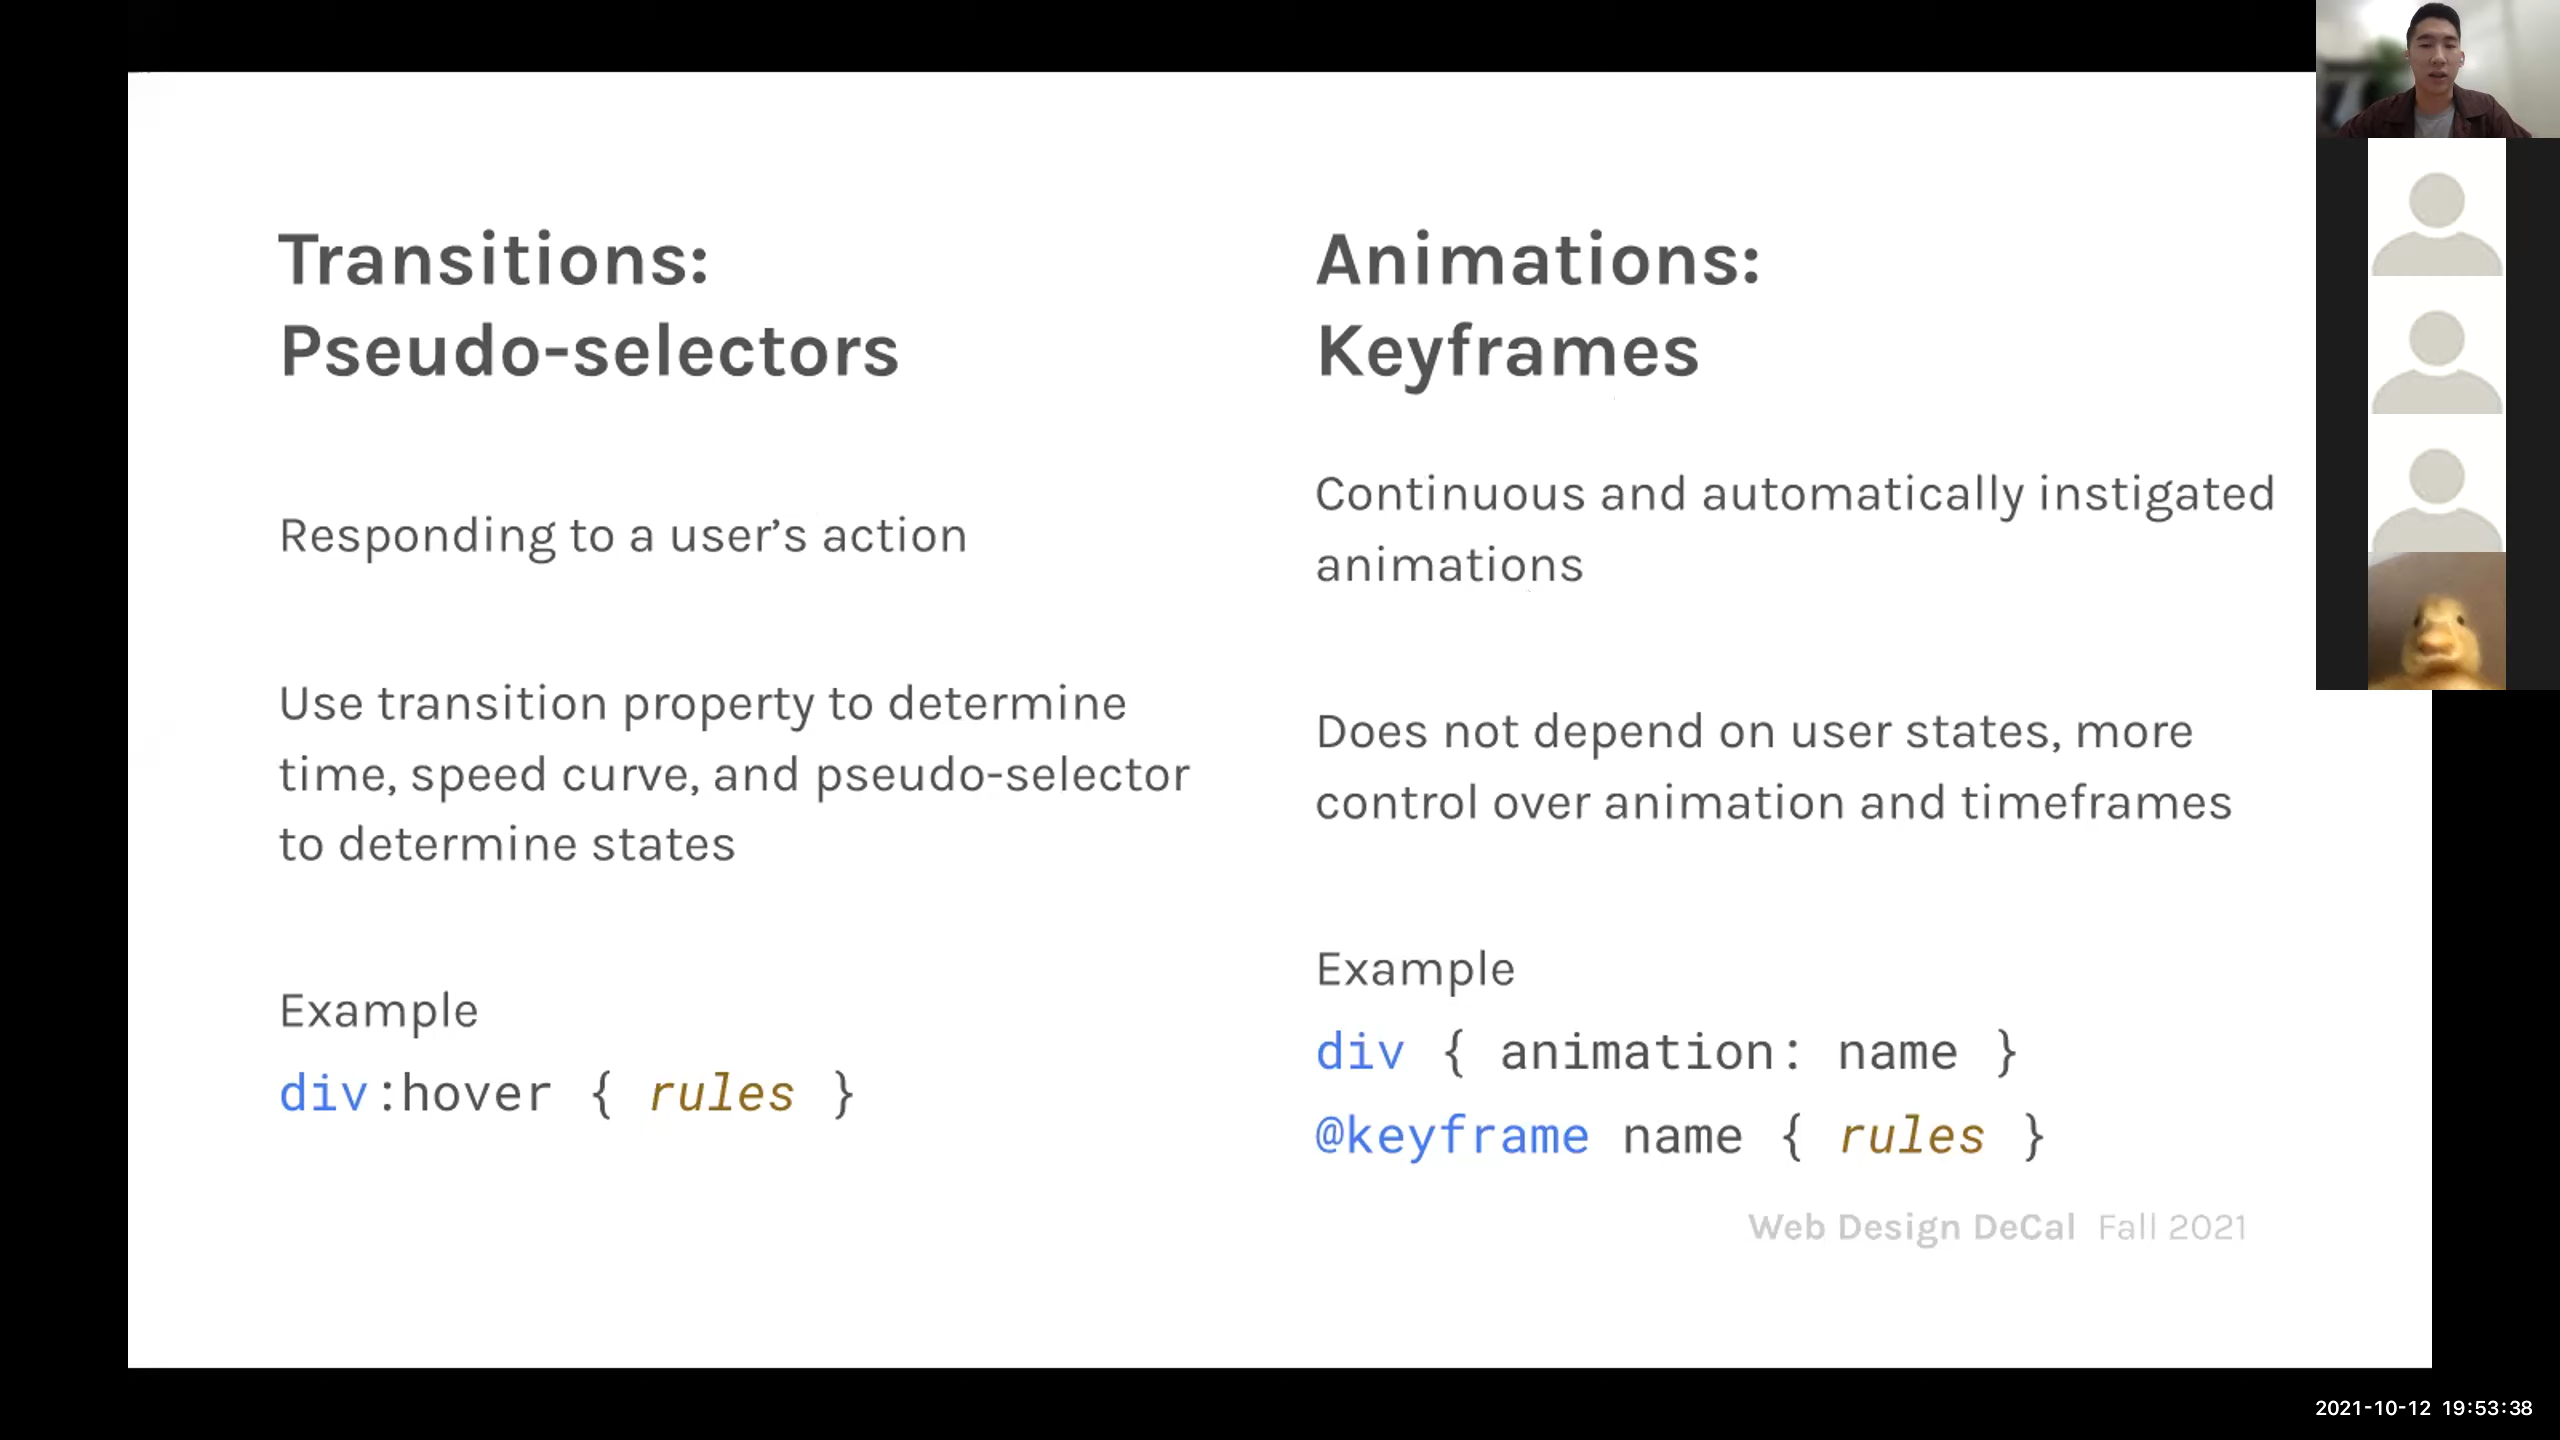 Transitions:
Pseudo-selectors
Responding to a user’s action
Use transition property to determine
time, speed curve, and pseudo-selector
to determine states
Example
div:hover { rules }
Animations:
Keyframes
Continuous and automatically instigated
animations
Does not depend on user states, more
control over animation and timeframes
Example
div { animation: name }
@keyframe name { rules }
Web Design DeCal Fall 2021
2021-10-12 19:53:38